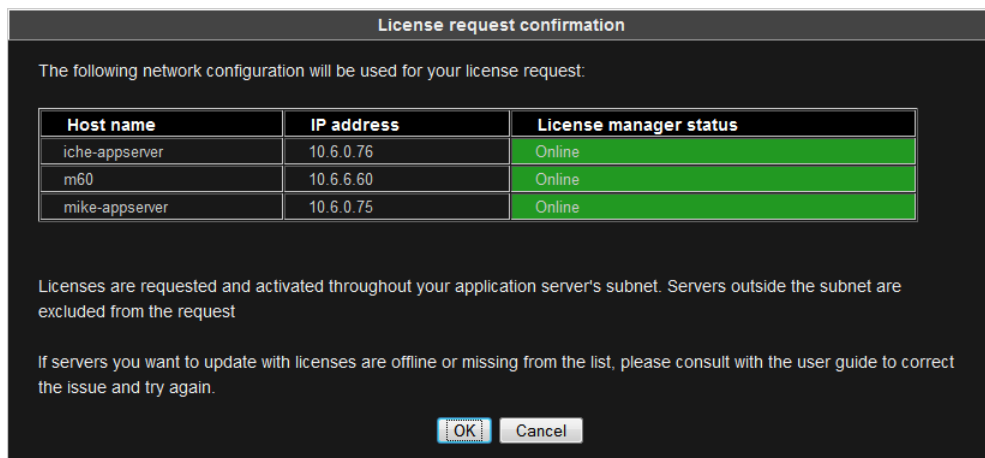 License request confirmation
The following network configuration will be used for your license request:
Host name IP address License manager status
iche-appserver 10.6.0.76 Online
m60 10.6.6.60 Online
mike-appserver 10.6.0.75 Online
Licenses are requested and activated throughout your application server's subnet. Servers outside the subnet are
excluded from the request
If servers you want to update with licenses are offline or missing from the list, please consult with the user guide to correct
the issue and try again.
OK Cancel